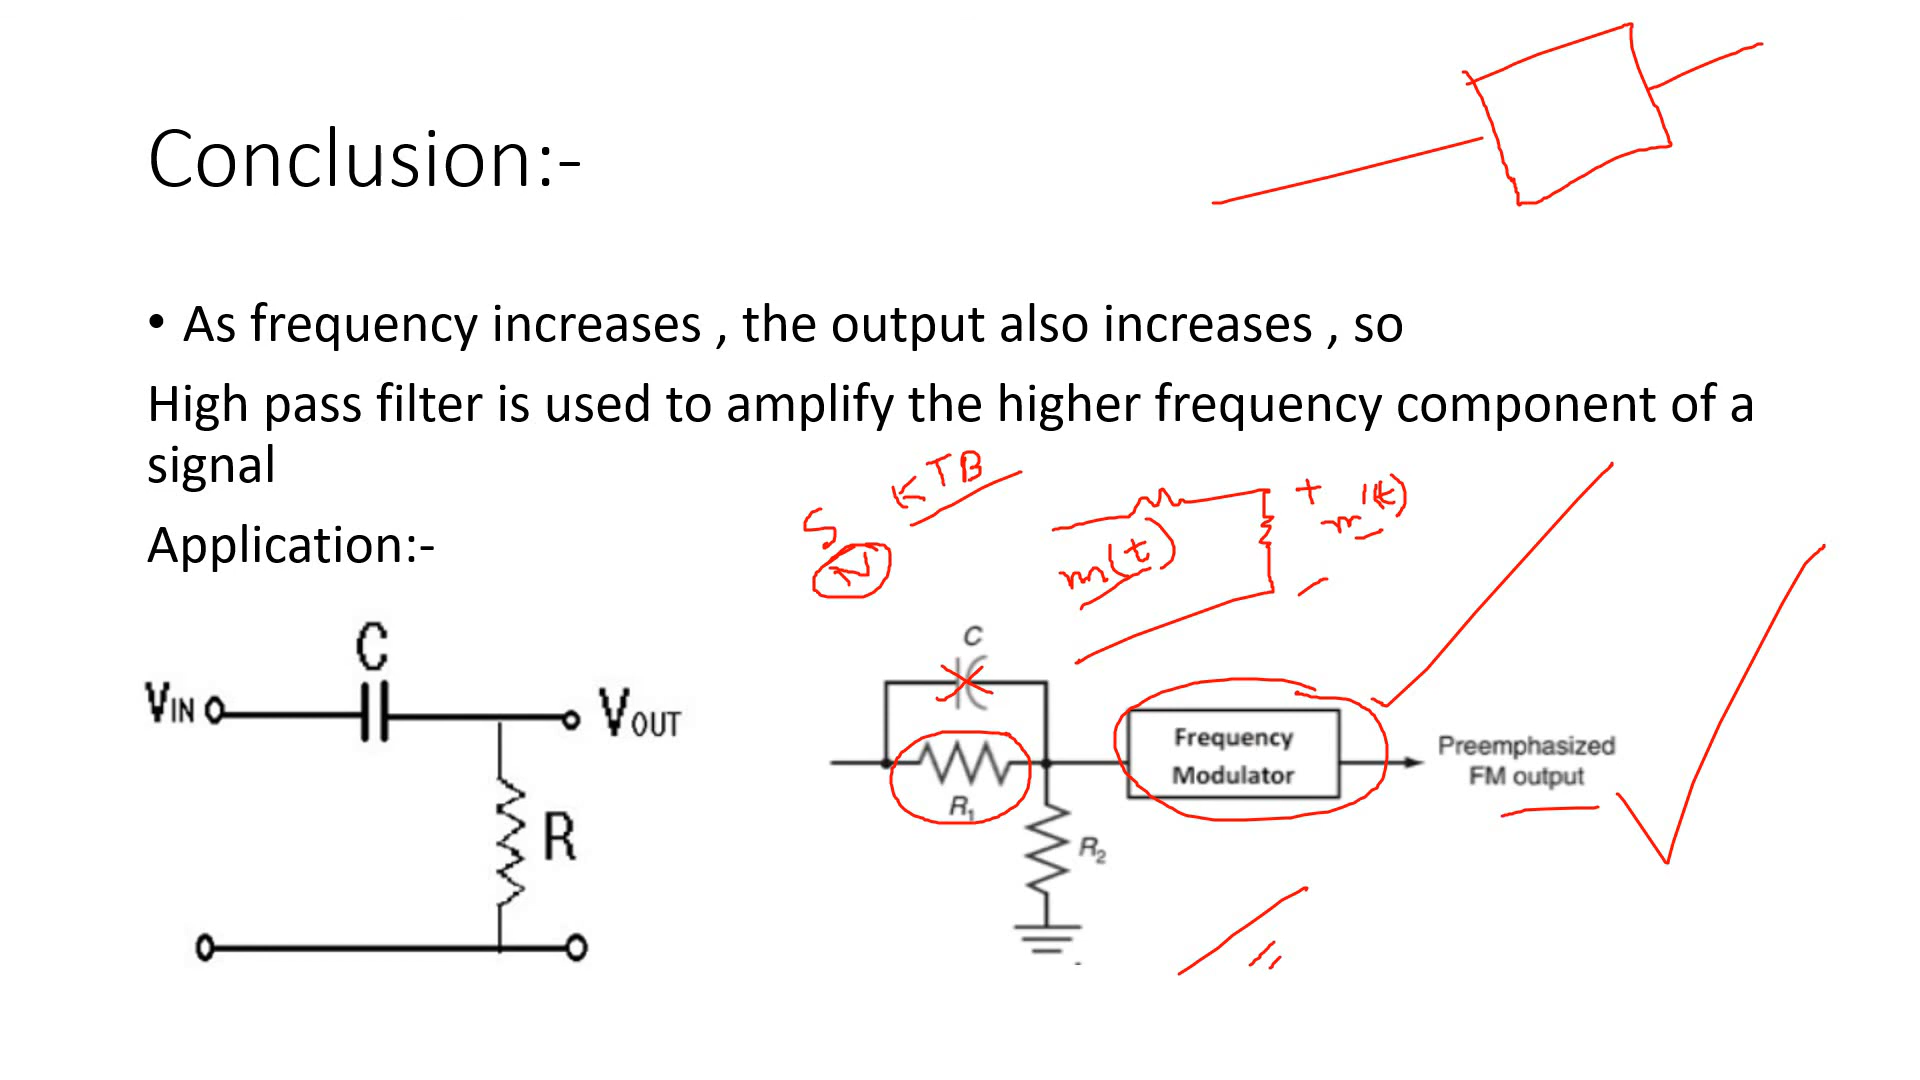 Conclusion:-
• As frequency increases , the output also increases , so
High pass filter is used to amplify the higher frequency component of a
signal
Application:-
KTB
S
N
m(t)
+
-
C
VIN
VOUT
R
C
R1
R2
Frequency
Modulator
Preemphasized
FM output